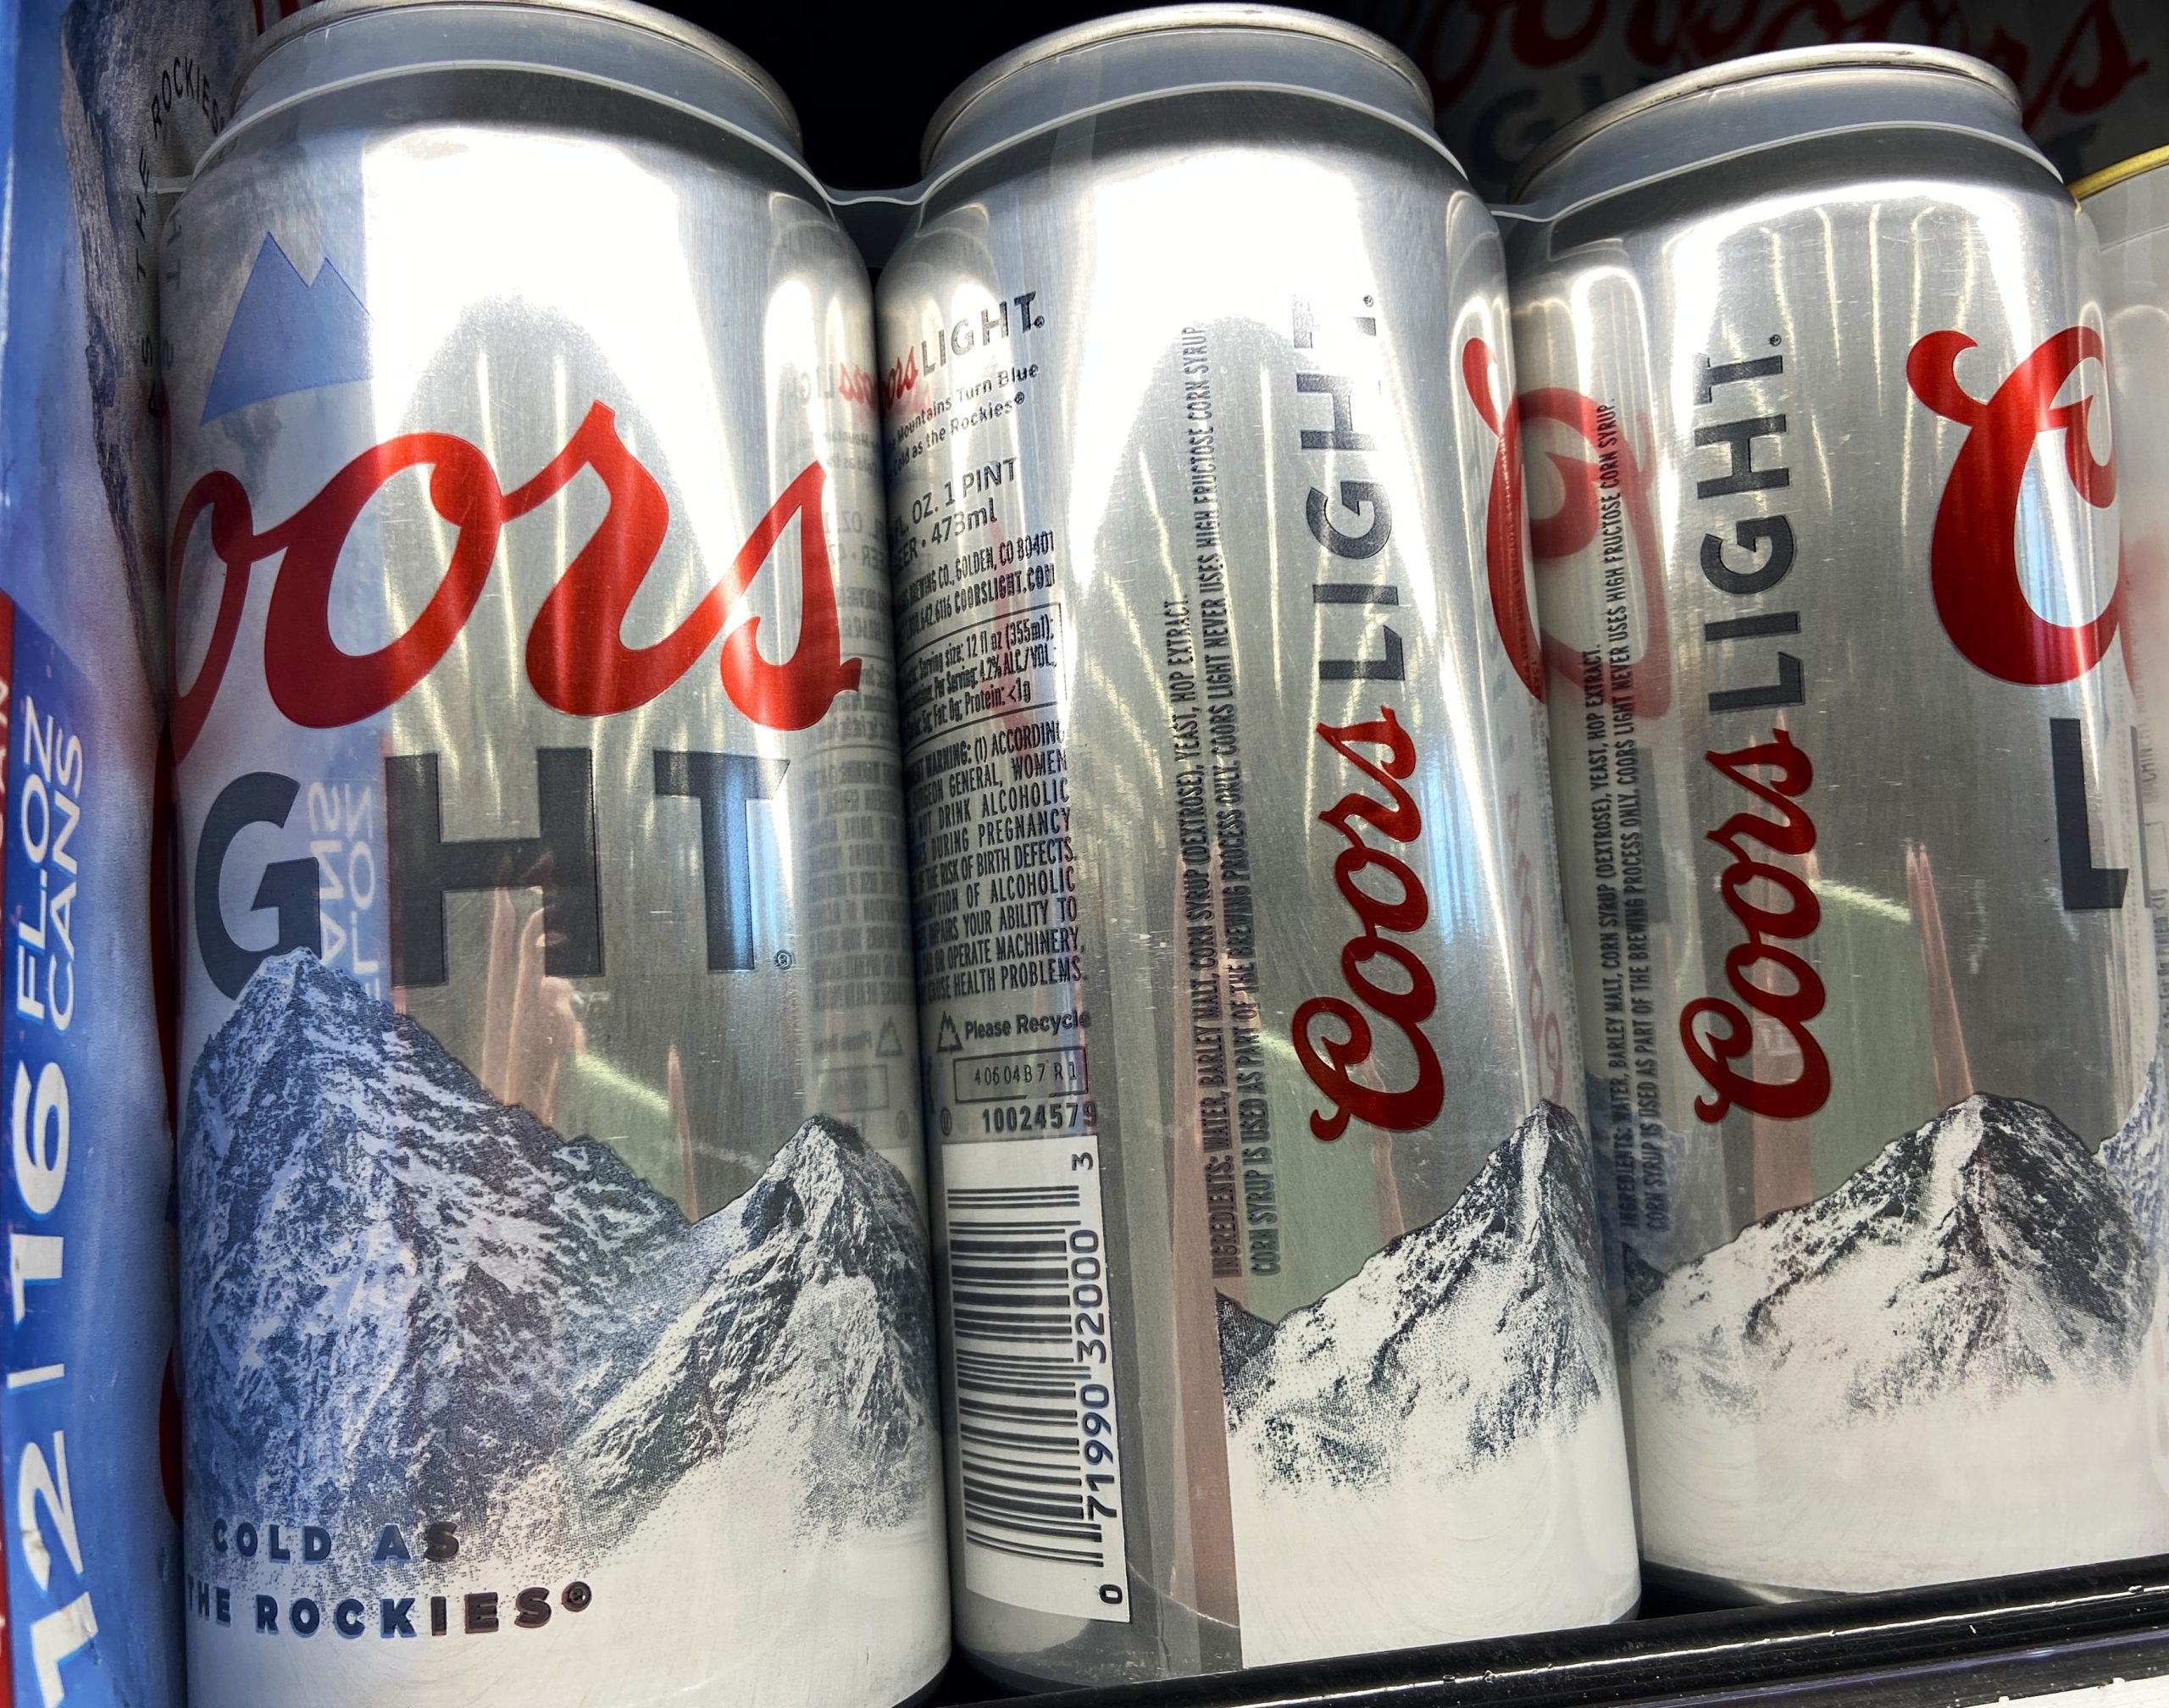 THE ROCKIES
12 | 16 FL. OZ
CANS
oors
GHT®
COLD AS
THE ROCKIES®
ors LIGHT®
Mountains Turn Blue
Cold as the Rockies®
FL. OZ. 1 PINT
BEER • 473ml
BREWING CO., GOLDEN, CO 80401
COORSLIGHT.COM
Serving size: 12 fl oz (355ml);
Per Serving: 4.2% ALC/VOL;
5g; Fat: 0g; Protein: <1g
WARNING: (1) ACCORDING
GENERAL, WOMEN
NOT DRINK ALCOHOLIC
DURING PREGNANCY
THE RISK OF BIRTH DEFECTS.
OF ALCOHOLIC
YOUR ABILITY TO
OR OPERATE MACHINERY,
CAUSE HEALTH PROBLEMS.
Please Recycle
40604B7R1
10024579
0 71990 32000 3
INGREDIENTS: WATER, BARLEY MALT, CORN SYRUP (DEXTROSE), YEAST, HOP EXTRACT.
CORN SYRUP IS USED AS PART OF THE BREWING PROCESS ONLY. COORS LIGHT NEVER USES HIGH FRUCTOSE CORN SYRUP
Coors LIGHT®
C
INGREDIENTS: WATER, BARLEY MALT, CORN SYRUP (DEXTROSE), YEAST, HOP EXTRACT.
CORN SYRUP IS USED AS PART OF THE BREWING PROCESS ONLY. COORS LIGHT NEVER USES HIGH FRUCTOSE CORN SYRUP.
Coors LIGHT®
C
L